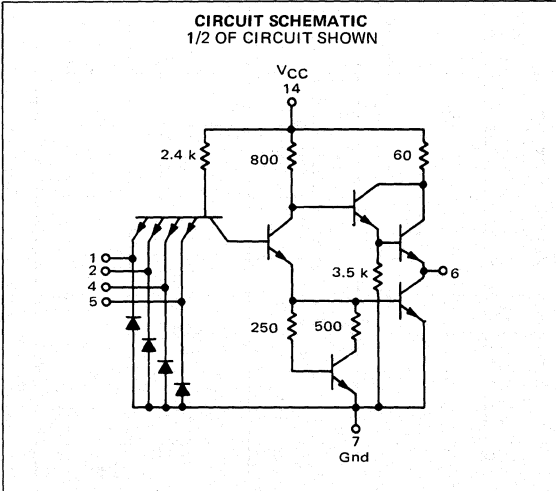 CIRCUIT SCHEMATIC
1/2 OF CIRCUIT SHOWN
VCC
14
2.4 k
800
60
1
2
4
5
3.5 k
6
250
500
7
Gnd